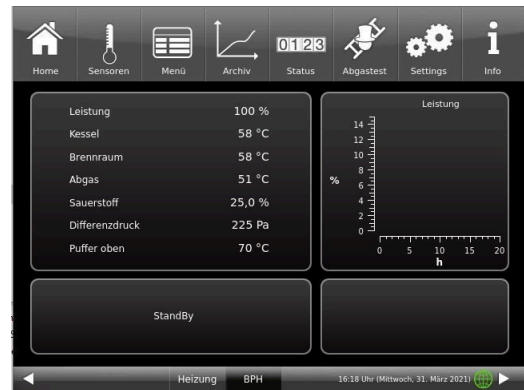 Home Sensoren Menü Archiv 0123 Status Abgastest Settings i Info
Leistung 100 %
Kessel 58 °C
Brennraum 58 °C
Abgas 51 °C
Sauerstoff 25,0 %
Differenzdruck 225 Pa
Puffer oben 70 °C
Leistung
14
12
10
8
6
4
2
0
%
0 5 10 15 20
h
StandBy
Heizung BPH 16:18 Uhr (Mittwoch, 31. März 2021)